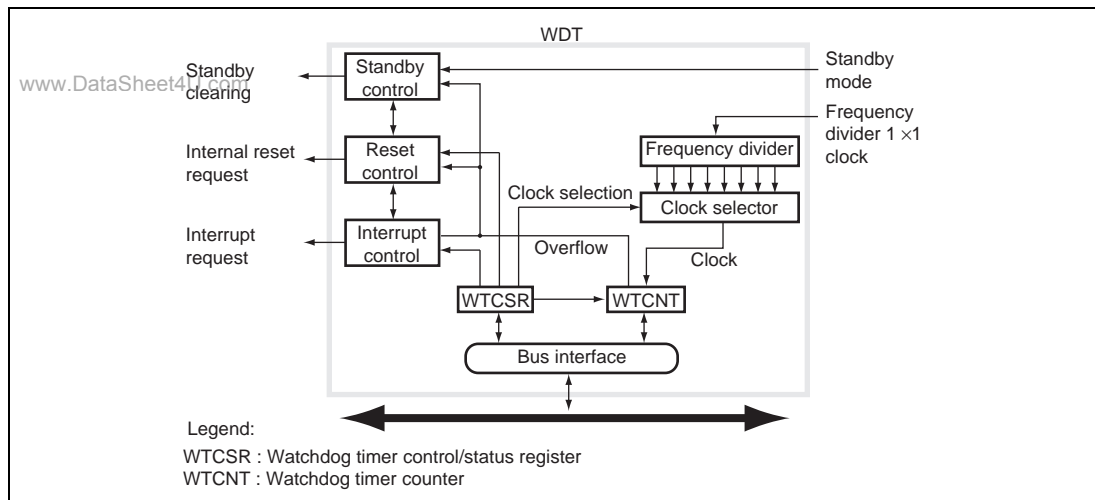 WDT
www.DataSheet4U.com
Standby
clearing
Standby
control
Standby
mode
Frequency
divider 1 ×1
clock
Internal reset
request
Reset
control
Frequency divider
Clock selection
Clock selector
Interrupt
request
Interrupt
control
Overflow
Clock
WTCSR
WTCNT
Bus interface
Legend:
WTCSR : Watchdog timer control/status register
WTCNT : Watchdog timer counter